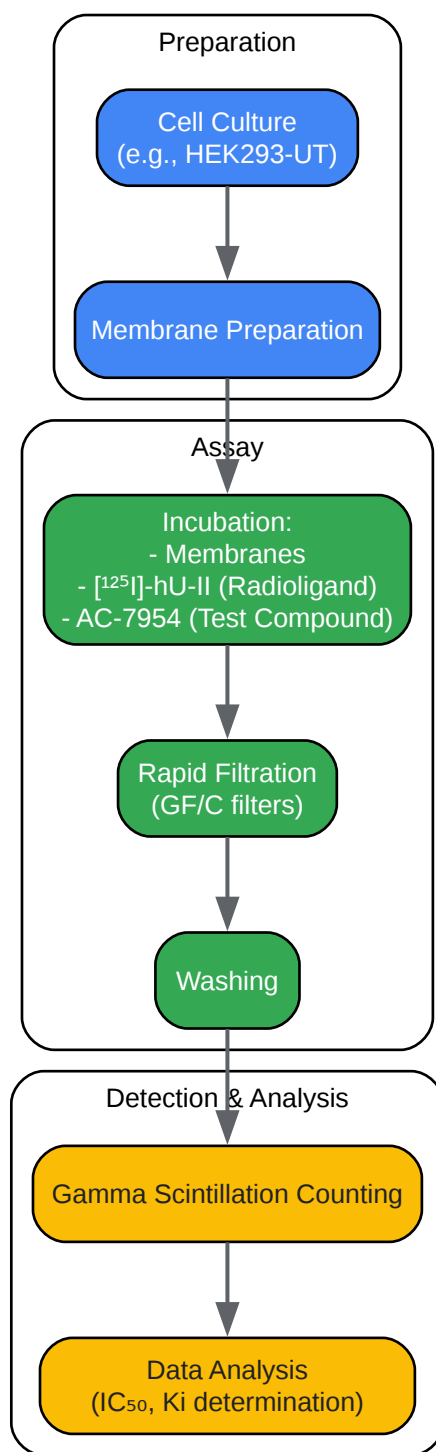 Preparation
Cell Culture
(e.g., HEK293-UT)
Membrane Preparation
Assay
Incubation:
- Membranes
- [¹²⁵I]-hU-II (Radioligand)
- AC-7954 (Test Compound)
Rapid Filtration
(GF/C filters)
Washing
Detection & Analysis
Gamma Scintillation Counting
Data Analysis
(IC₅₀, Ki determination)